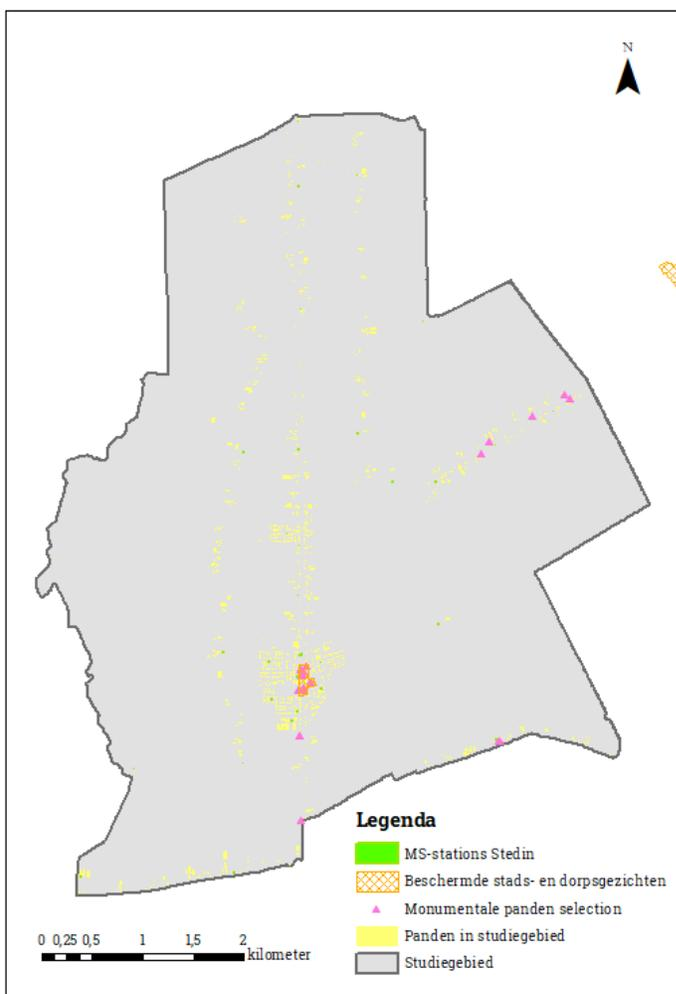 N
Legenda
MS-stations Stedin
Beschermde stads- en dorpsgezichten
Monumentale panden selection
Panden in studiegebied
Studiegebied
0 0,25 0,5 1 1,5 2
kilometer